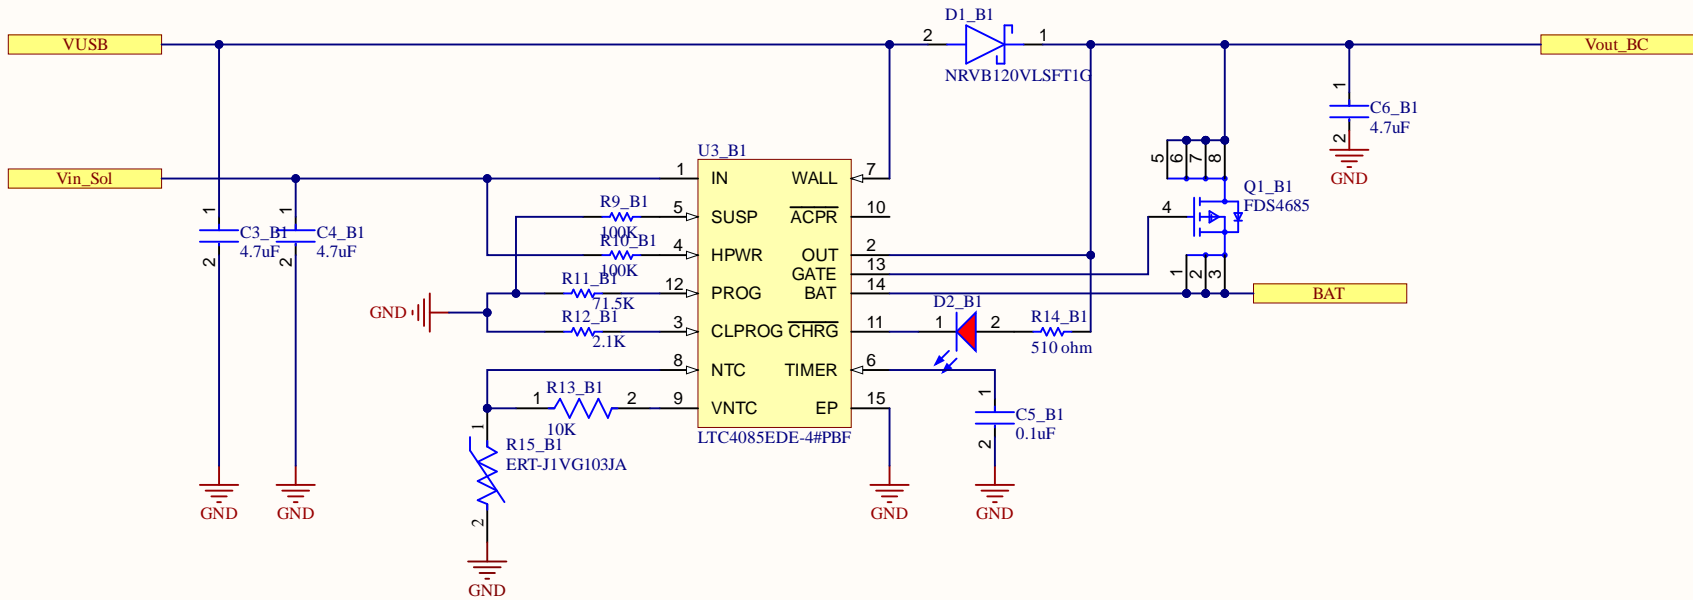 D1_B1
VUSB
2
1
Vout_BC
NRVB120VLSFT1G
1
C6_B1
4.7uF
2
GND
U3_B1
Vin_Sol
1
IN
WALL
7
5
6
7
8
Q1_B1
FDS4685
4
R9_B1
100K
5
SUSP
ACPR
10
R10_B1
100K
4
HPWR
OUT
2
GATE
13
1
C3_B1
4.7uF
2
1
C4_B1
4.7uF
2
R11_B1
71.5K
12
PROG
BAT
14
1
2
3
BAT
GND
R12_B1
2.1K
3
CLPROG
CHRG
11
D2_B1
1
2
R14_B1
510 ohm
8
NTC
TIMER
6
R13_B1
1
2
10K
9
VNTC
EP
15
1
C5_B1
0.1uF
2
LTC4085EDE-4#PBF
1
R15_B1
ERT-J1VG103JA
2
GND
GND
GND
GND
GND